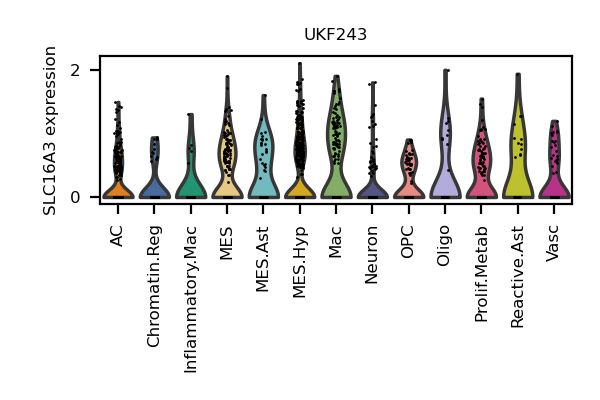 UKF243
SLC16A3 expression
2
0
AC
Chromatin.Reg
Inflammatory.Mac
MES
MES.Ast
MES.Hyp
Mac
Neuron
OPC
Oligo
Prolif.Metab
Reactive.Ast
Vasc